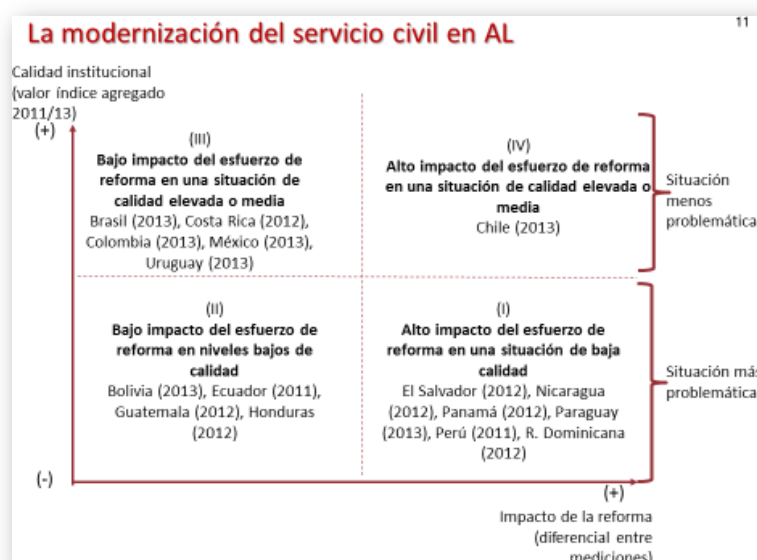 11
La modernización del servicio civil en AL
Calidad institucional
(valor índice agregado
2011/13)
(+)
(III)
Bajo impacto del esfuerzo de
reforma en una situación de
calidad elevada o media
Brasil (2013), Costa Rica (2012),
Colombia (2013), México (2013),
Uruguay (2013)
(IV)
Alto impacto del esfuerzo de reforma
en una situación de calidad elevada o
media
Chile (2013)
Situación
menos
problemática
(II)
Bajo impacto del esfuerzo de
reforma en niveles bajos de
calidad
Bolivia (2013), Ecuador (2011),
Guatemala (2012), Honduras
(2012)
(I)
Alto impacto del esfuerzo de
reforma en una situación de baja
calidad
El Salvador (2012), Nicaragua
(2012), Panamá (2012), Paraguay
(2013), Perú (2011), R. Dominicana
(2012)
Situación más
problemática
(-)
(+)
Impacto de la reforma
(diferencial entre
mediciones)